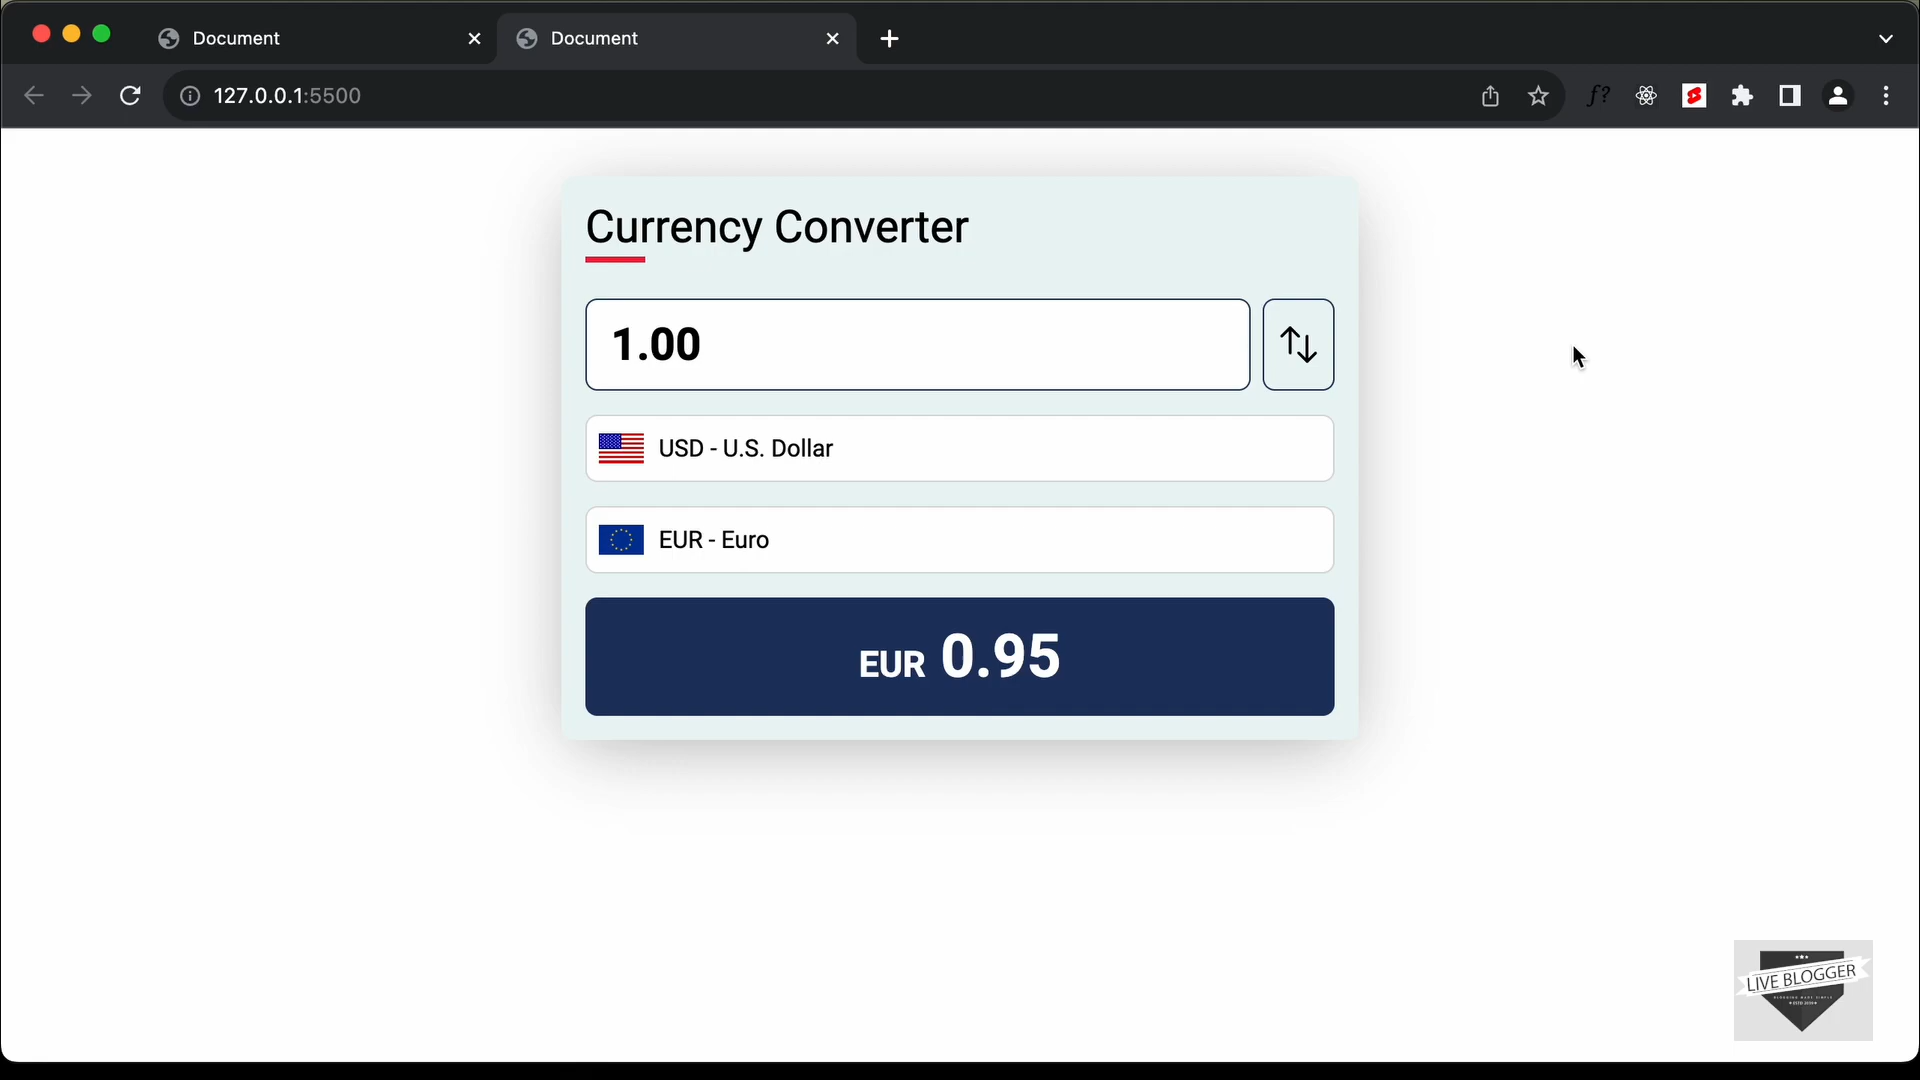 Document
Document
127.0.0.1:5500
f?
Currency Converter
1.00
USD - U.S. Dollar
EUR - Euro
EUR 0.95
LIVE BLOGGER